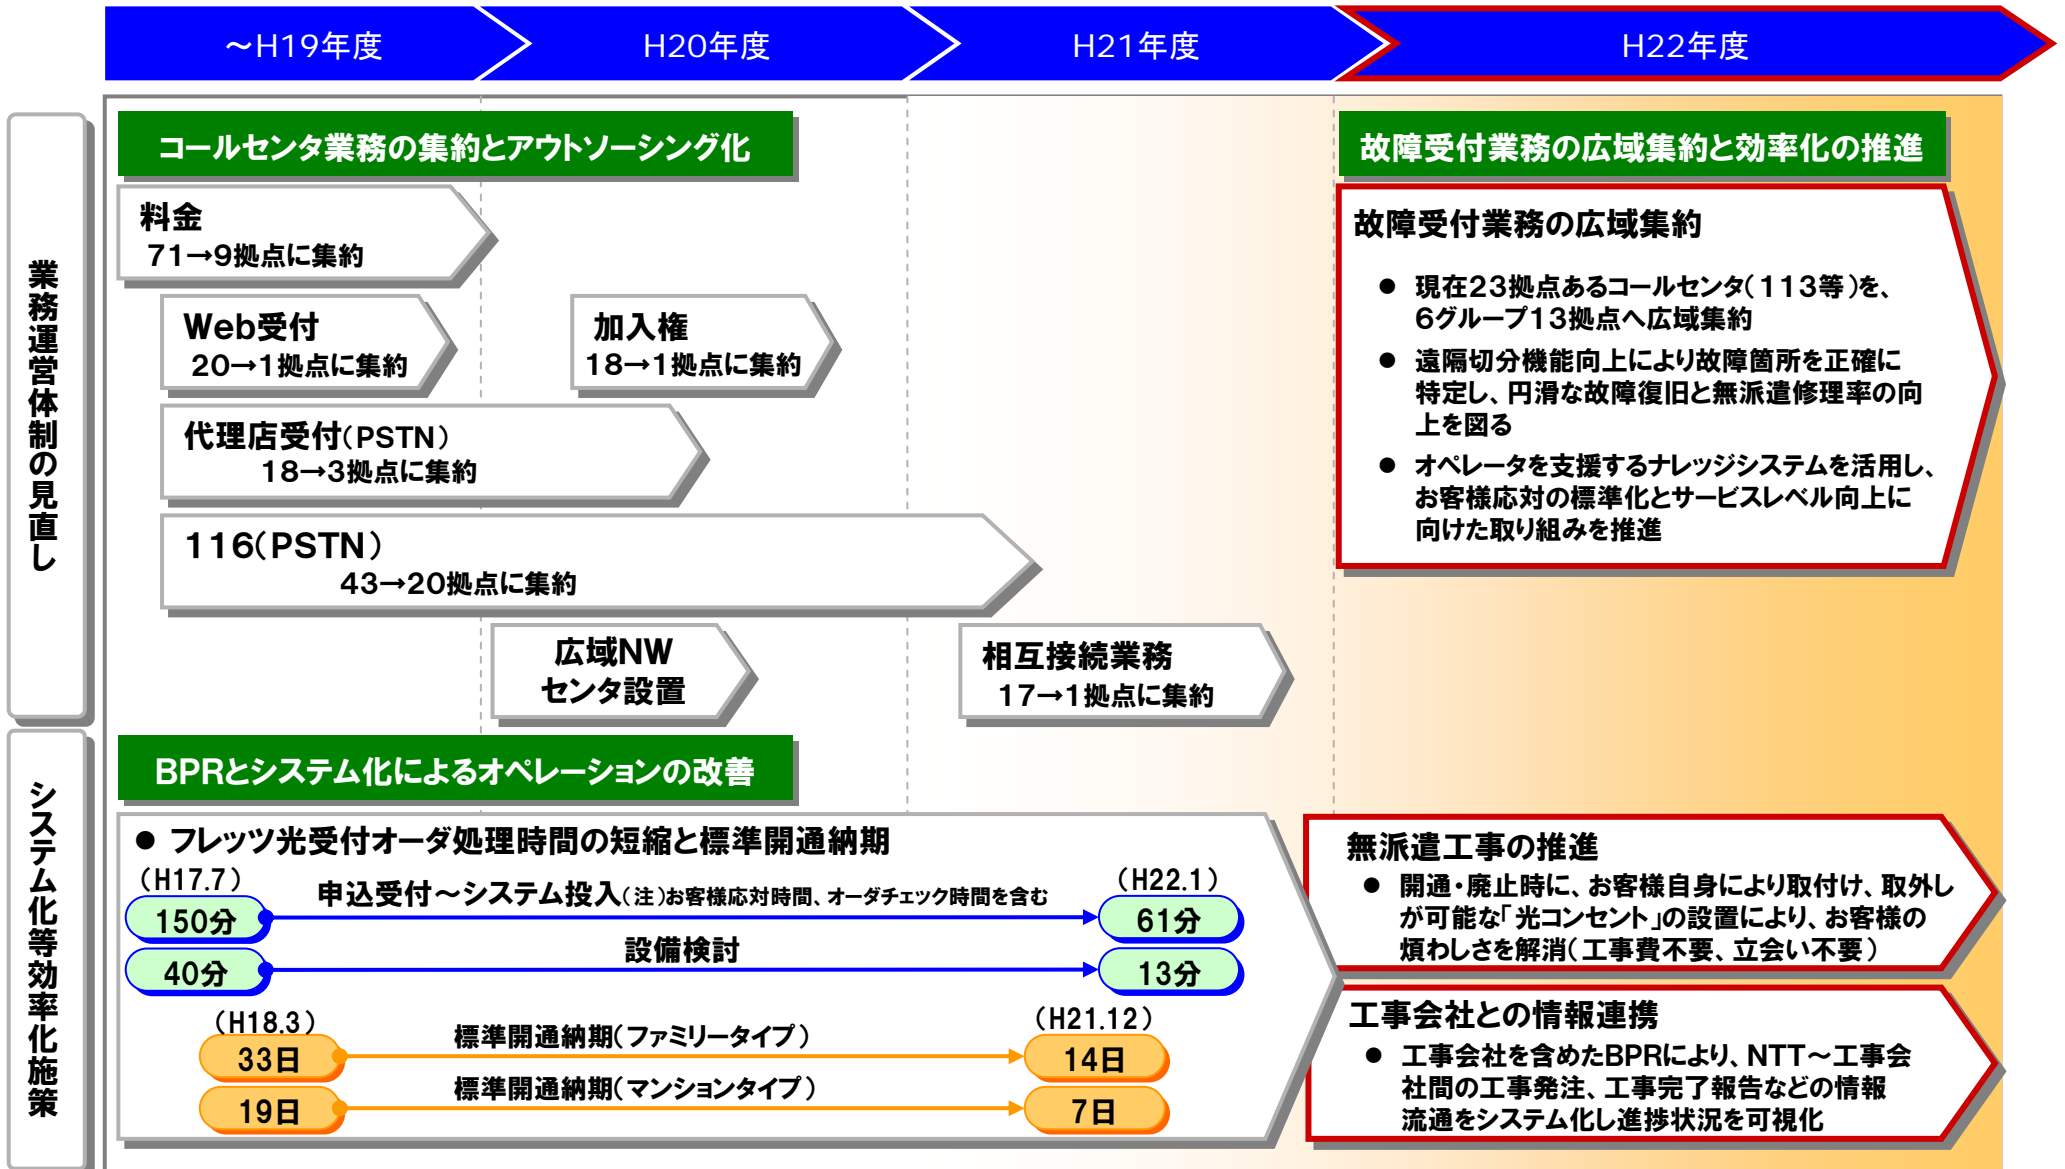 ～H19年度
H20年度
H21年度
H22年度
業務運営体制の見直し
コールセンタ業務の集約とアウトソーシング化
料金
71→9拠点に集約
Web受付
20→1拠点に集約
加入権
18→1拠点に集約
代理店受付（PSTN）
18→3拠点に集約
116（PSTN）
43→20拠点に集約
広域NW
センタ設置
相互接続業務
17→1拠点に集約
故障受付業務の広域集約と効率化の推進
故障受付業務の広域集約
● 現在23拠点あるコールセンタ（113等）を、
6グループ13拠点へ広域集約
● 遠隔切分機能向上により故障箇所を正確に
特定し、円滑な故障復旧と無派遣修理率の向
上を図る
● オペレータを支援するナレッジシステムを活用し、
お客様応対の標準化とサービスレベル向上に
向けた取り組みを推進
システム化等効率化施策
BPRとシステム化によるオペレーションの改善
● フレッツ光受付オーダ処理時間の短縮と標準開通納期
（H17.7）
申込受付～システム投入（注）お客様応対時間、オーダチェック時間を含む
（H22.1）
150分
61分
設備検討
40分
13分
（H18.3）
標準開通納期（ファミリータイプ）
（H21.12）
33日
14日
標準開通納期（マンションタイプ）
19日
7日
無派遣工事の推進
● 開通・廃止時に、お客様自身により取付け、取外し
が可能な「光コンセント」の設置により、お客様の
煩わしさを解消（工事費不要、立会い不要）
工事会社との情報連携
● 工事会社を含めたBPRにより、NTT～工事会
社間の工事発注、工事完了報告などの情報
流通をシステム化し進捗状況を可視化